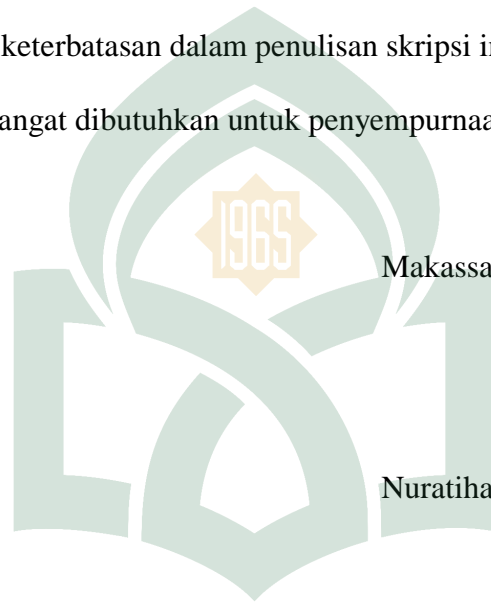 keterbatasan dalam penulisan skripsi in
angat dibutuhkan untuk penyempurnaa
1965
Makassa
Nuratiha